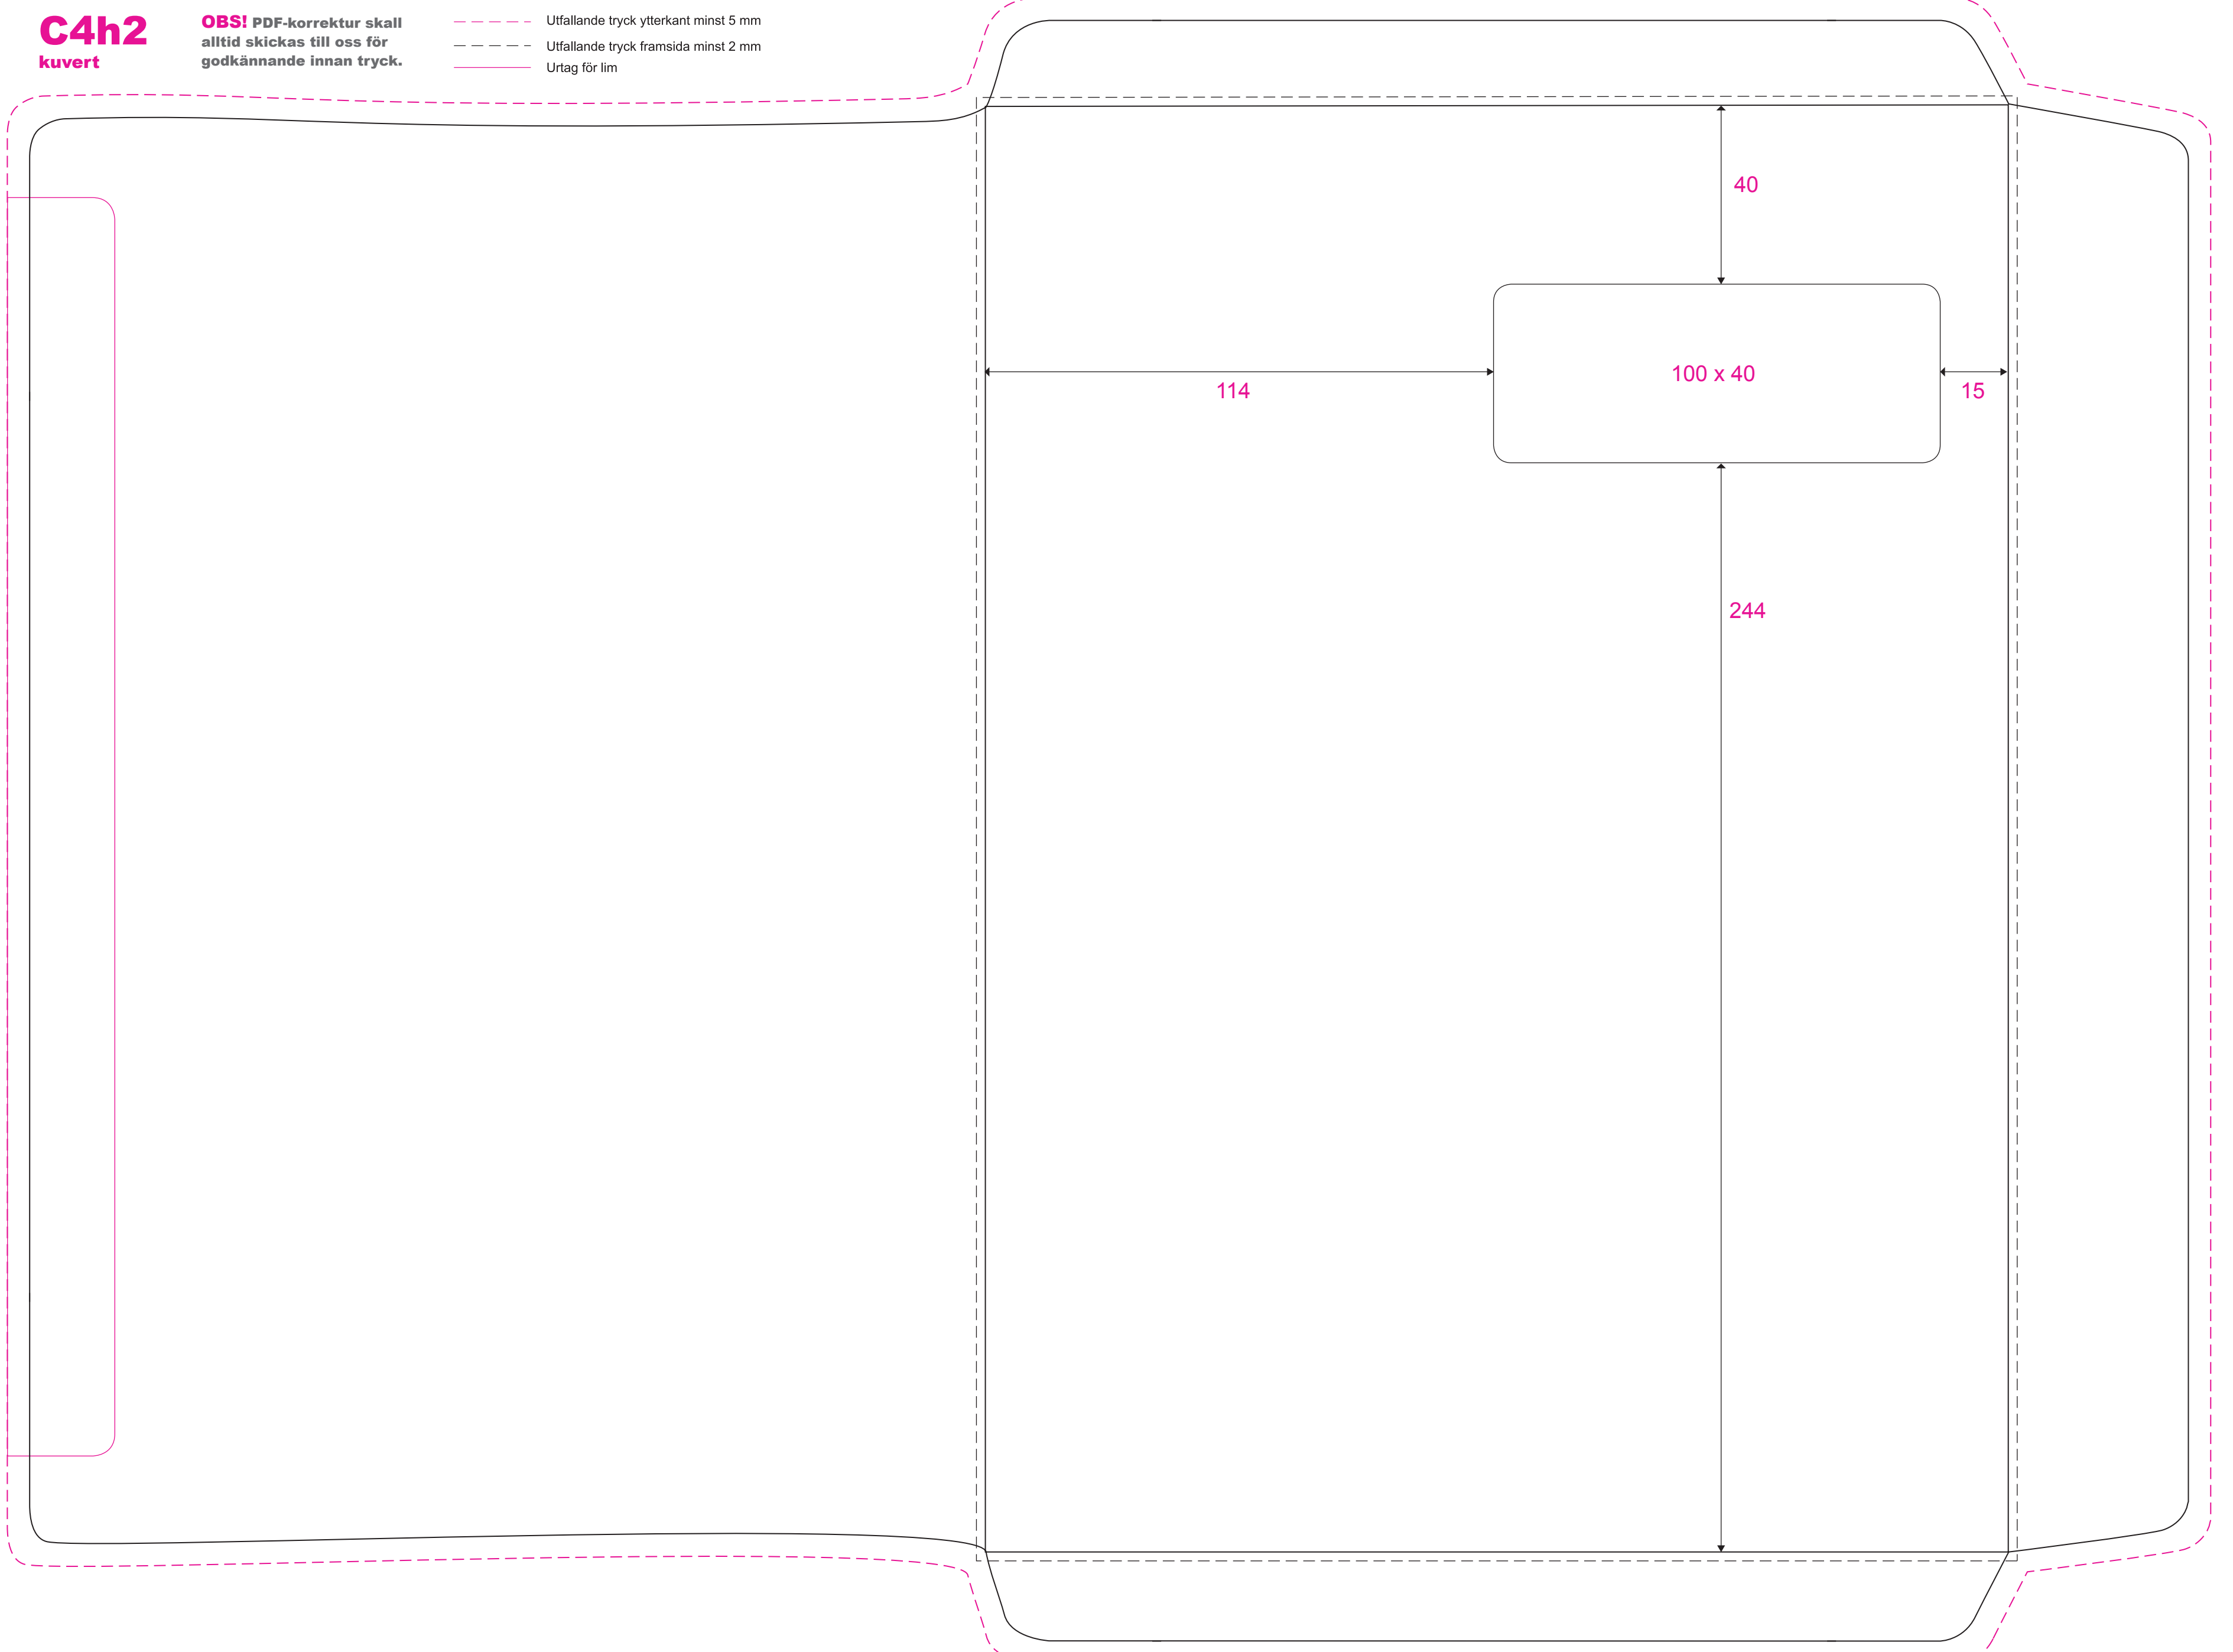 C4h2
kuvert
OBS! PDF-korrektur skall
alltid skickas till oss för
godkännande innan tryck.
Utfallande tryck ytterkant minst 5 mm
Utfallande tryck framsida minst 2 mm
Urtag för lim
40
100 x 40
114
15
244